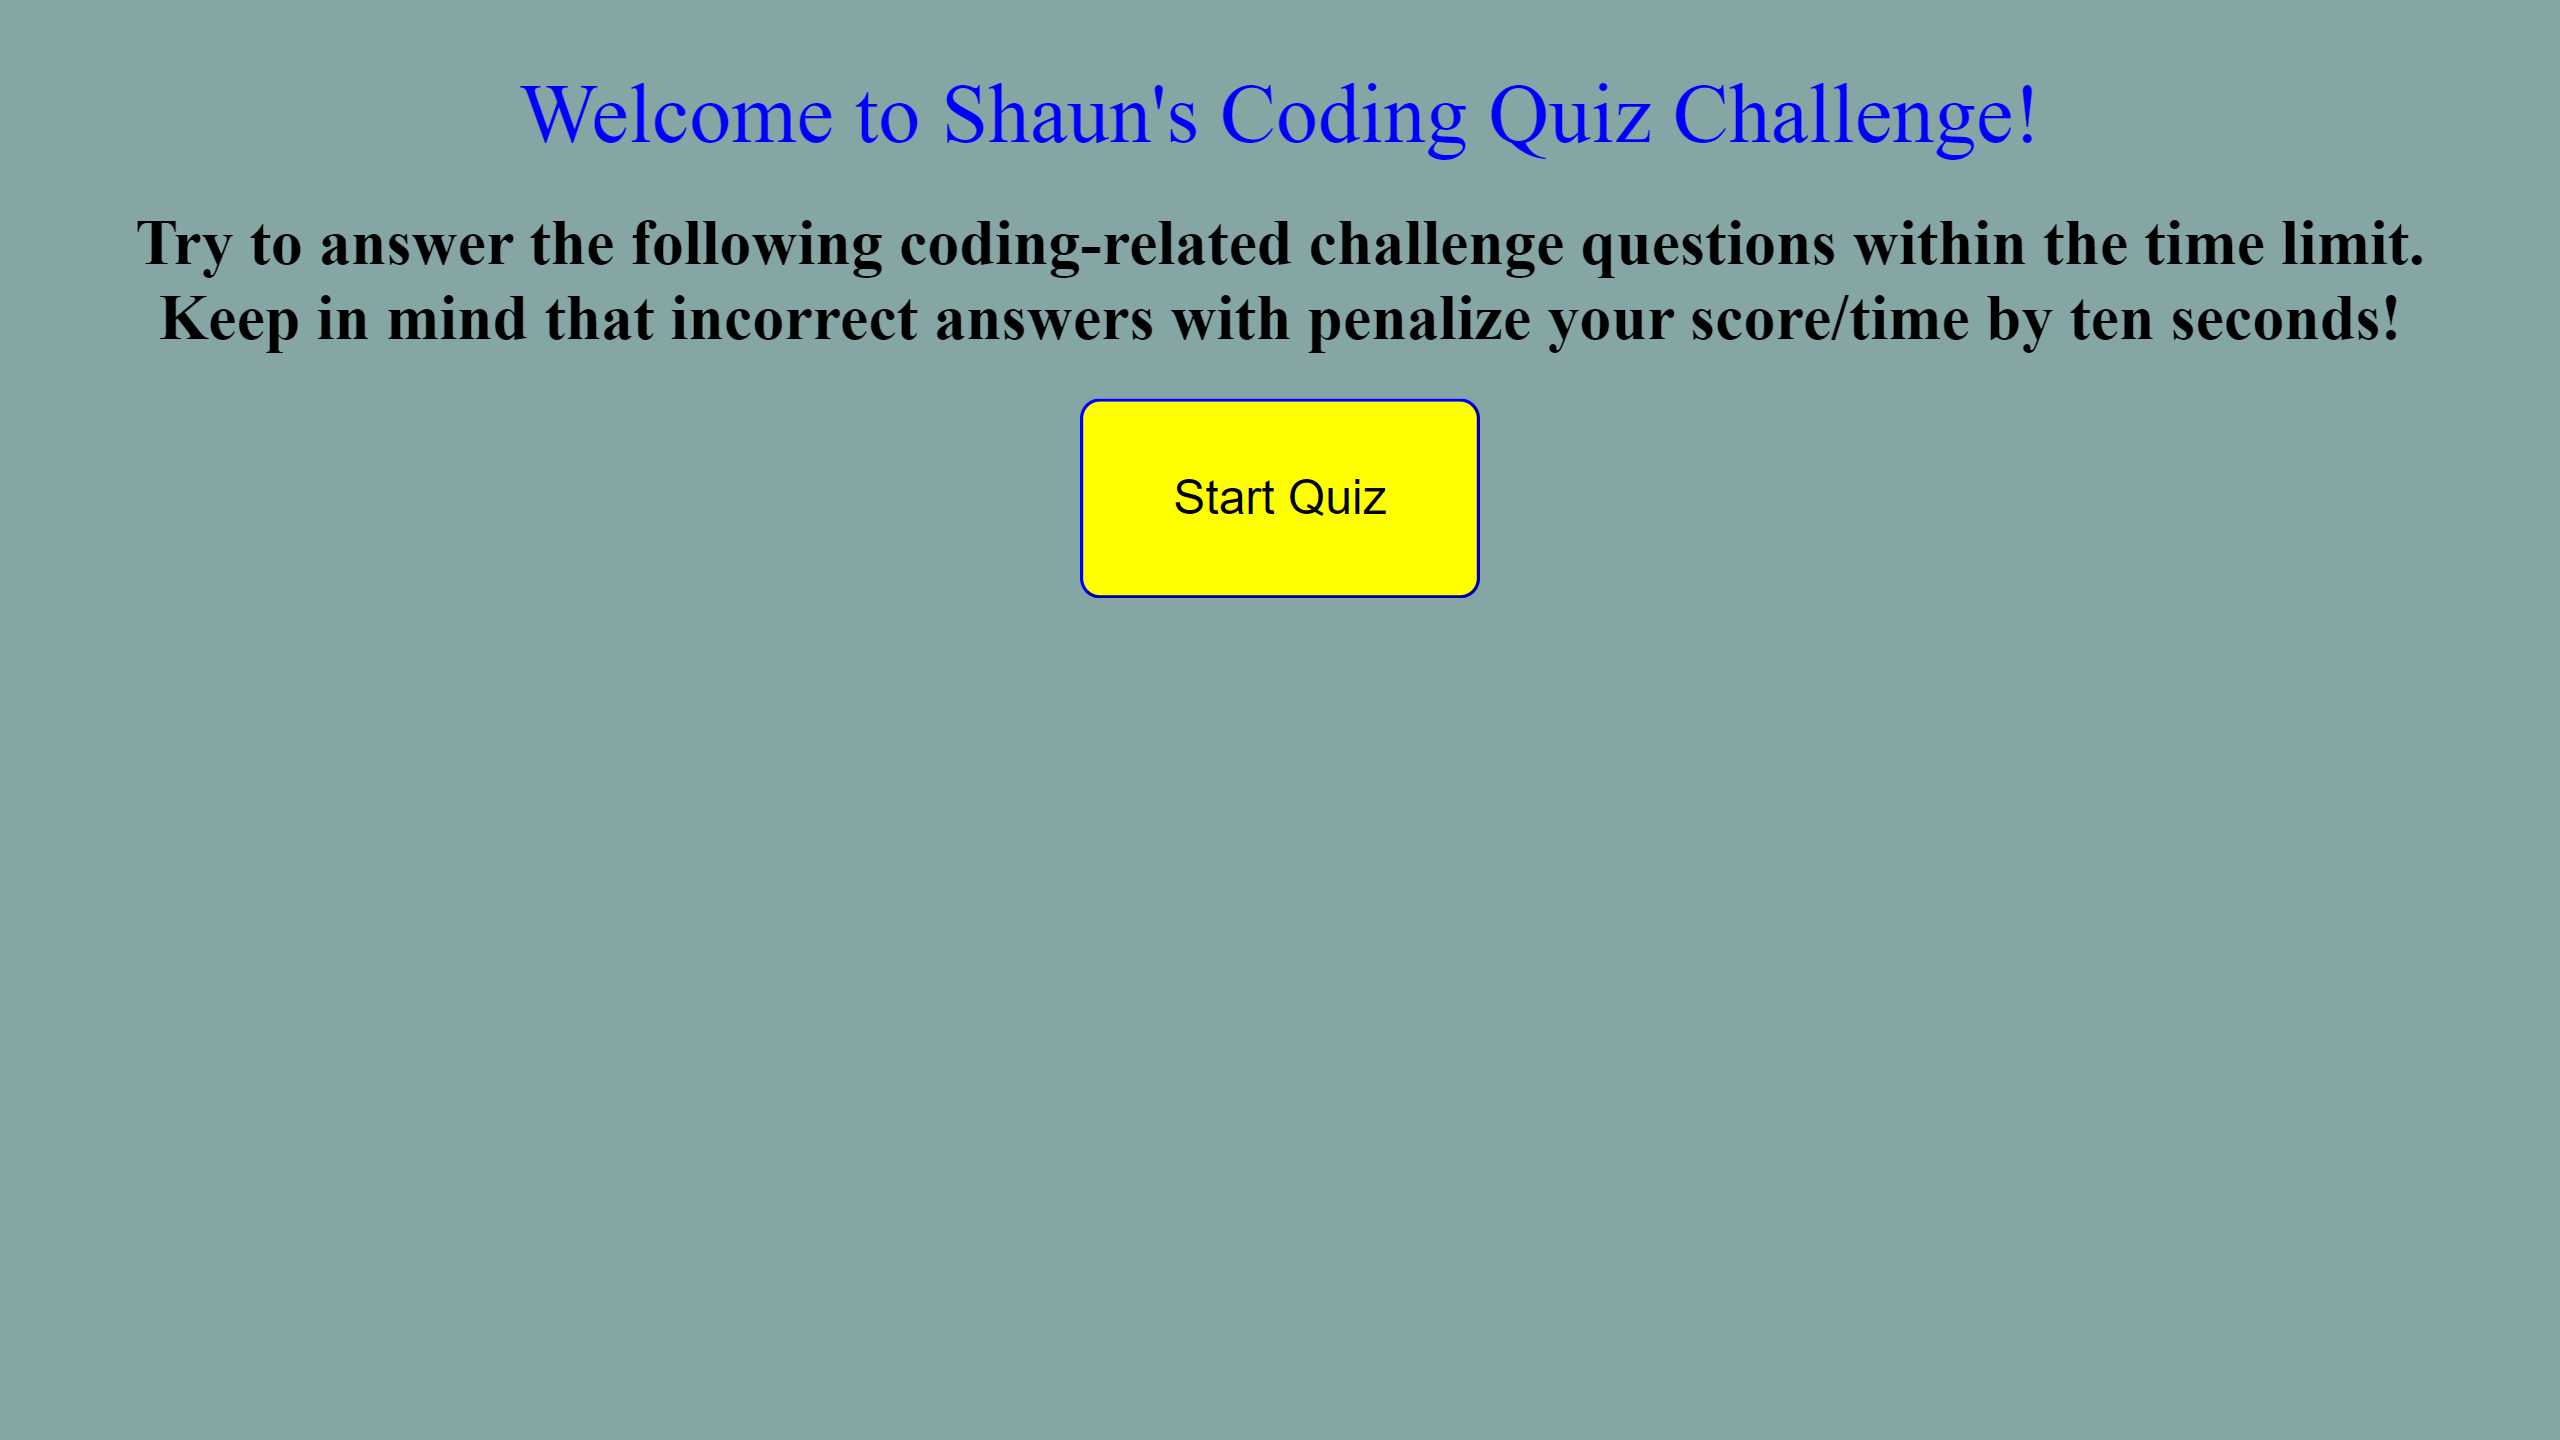 Welcome to Shaun's Coding Quiz Challenge!
Try to answer the following coding-related challenge questions within the time limit.
Keep in mind that incorrect answers with penalize your score/time by ten seconds!
Start Quiz